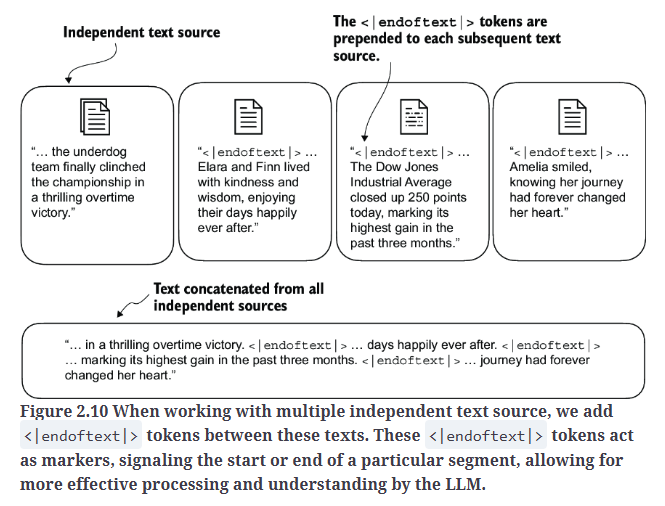 Independent text source
The <|endoftext|> tokens are
prepended to each subsequent text
source.
“… the underdog
team finally clinched
the championship in
a thrilling overtime
victory.”
“<|endoftext|> …
Elara and Finn lived
with kindness and
wisdom, enjoying
their days happily
ever after.”
“<|endoftext|> …
The Dow Jones
Industrial Average
closed up 250 points
today, marking its
highest gain in the
past three months.”
“<|endoftext|> …
Amelia smiled,
knowing her journey
had forever changed
her heart.”
Text concatenated from all
independent sources
“… in a thrilling overtime victory. <|endoftext|> … days happily ever after. <|endoftext|>
… marking its highest gain in the past three months. <|endoftext|> … journey had forever
changed her heart.”
Figure 2.10 When working with multiple independent text source, we add
<|endoftext|> tokens between these texts. These <|endoftext|> tokens act
as markers, signaling the start or end of a particular segment, allowing for
more effective processing and understanding by the LLM.